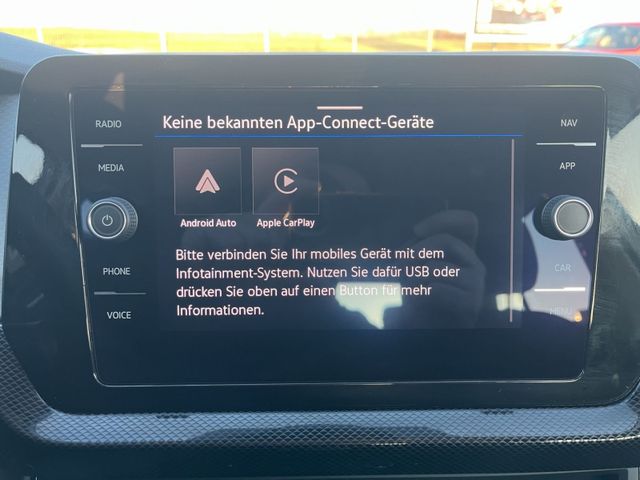 RADIO
MEDIA
PHONE
VOICE
Keine bekannten App-Connect-Geräte
Android Auto
Apple CarPlay
Bitte verbinden Sie Ihr mobiles Gerät mit dem
Infotainment-System. Nutzen Sie dafür USB oder
drücken Sie oben auf einen Button für mehr
Informationen.
NAV
APP
CAR
MENU